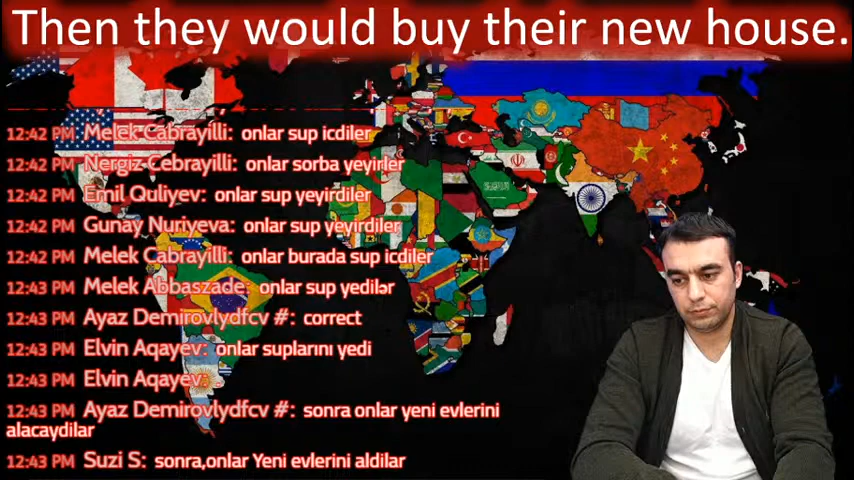 Then they would buy their new house.
12:42 PM Melek Cabrayilli: onlar sup icdiler
12:42 PM Nergiz Cebrayilli: onlar sorba yeyirler
12:42 PM Emil Quliyev: onlar sup yeyirdiler
12:42 PM Gunay Nuriyeva: onlar sup yeyirdiler
12:42 PM Melek Cabrayilli: onlar burada sup icdiler
12:43 PM Melek Abbaszade: onlar sup yedilər
12:43 PM Ayaz Demirovlydfcv #: correct
12:43 PM Elvin Aqayev: onlar suplarını yedi
12:43 PM Elvin Aqayev: .
12:43 PM Ayaz Demirovlydfcv #: sonra onlar yeni evlerini
alacaydilar
12:43 PM Suzi S: sonra,onlar Yeni evlerini aldilar